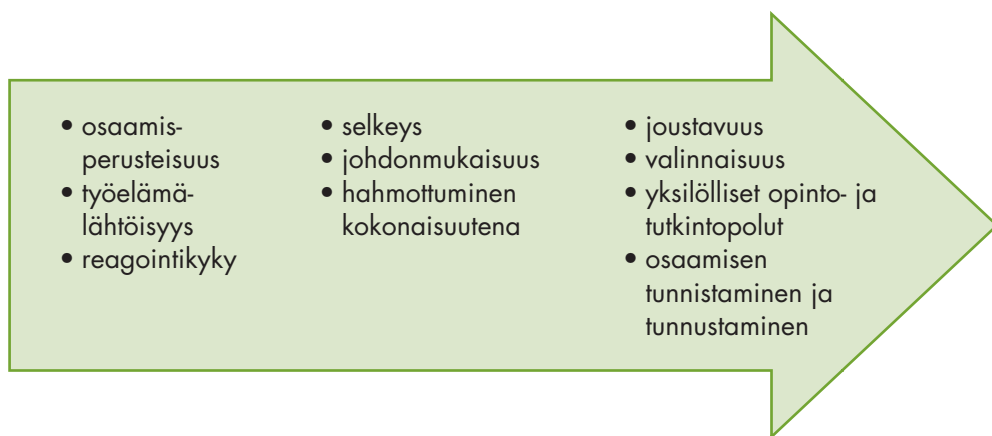 • osaamis-
perusteisuus
• työelämä-
lähtöisyys
• reagointikyky
• selkeys
• johdonmukaisuus
• hahmottuminen
kokonaisuutena
• joustavuus
• valinnaisuus
• yksilölliset opinto- ja
tutkintopolut
• osaamisen
tunnistaminen ja
tunnustaminen